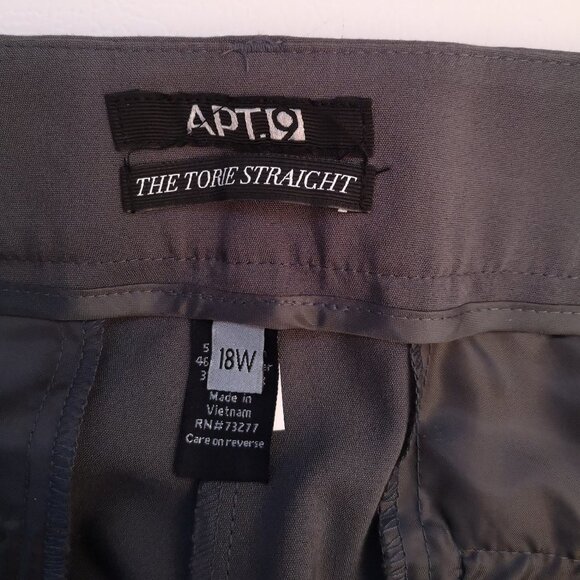 APT.9
THE TORIE STRAIGHT
18W
Made in
Vietnam
RN#73277
Care on reverse